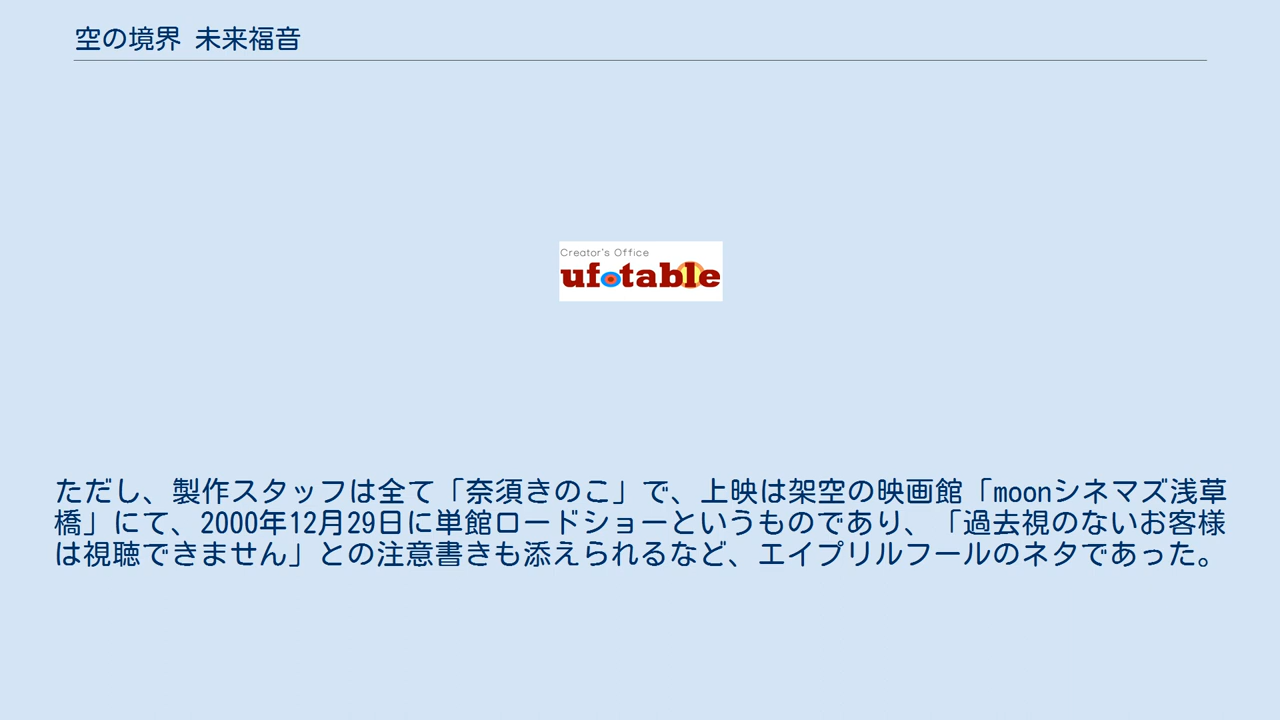 空の境界 未来福音
Creator's Office
ufotable
ただし、製作スタッフは全て「奈須きのこ」で、上映は架空の映画館「moonシネマズ浅草
橋」にて、2000年12月29日に単館ロードショーというものであり、「過去視のないお客様
は視聴できません」との注意書きも添えられるなど、エイプリルフールのネタであった。